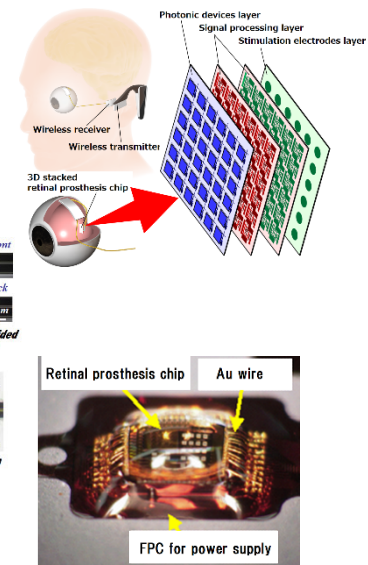 Photonic devices layer
Signal processing layer
Stimulation electrodes layer
Wireless receiver
Wireless transmitter
3D stacked
retinal prosthesis chip
Retinal prosthesis chip
Au wire
FPC for power supply